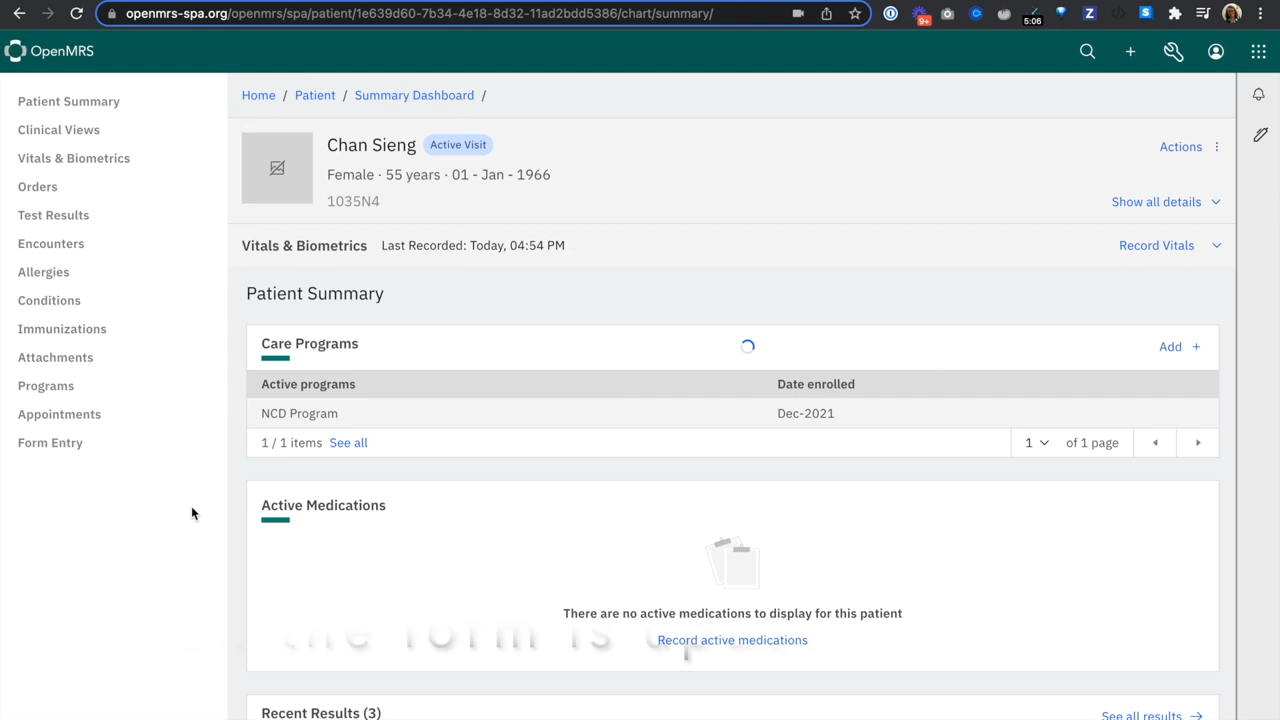 openmrs-spa.org/openmrs/spa/patient/1e639d60-7b34-4e18-8d32-11ad2bdd5386/chart/summary/
9+
5:06
OpenMRS
Patient Summary
Clinical Views
Vitals & Biometrics
Orders
Test Results
Encounters
Allergies
Conditions
Immunizations
Attachments
Programs
Appointments
Form Entry
Home / Patient / Summary Dashboard /
Chan Sieng Active Visit
Actions
Female · 55 years · 01 - Jan - 1966
1035N4
Show all details
Vitals & Biometrics Last Recorded: Today, 04:54 PM Record Vitals
Patient Summary
Care Programs
Add +
Active programs Date enrolled
NCD Program Dec-2021
1 / 1 items See all 1 of 1 page
Active Medications
There are no active medications to display for this patient
the form is
Record active medications
Recent Results (3)
See all results